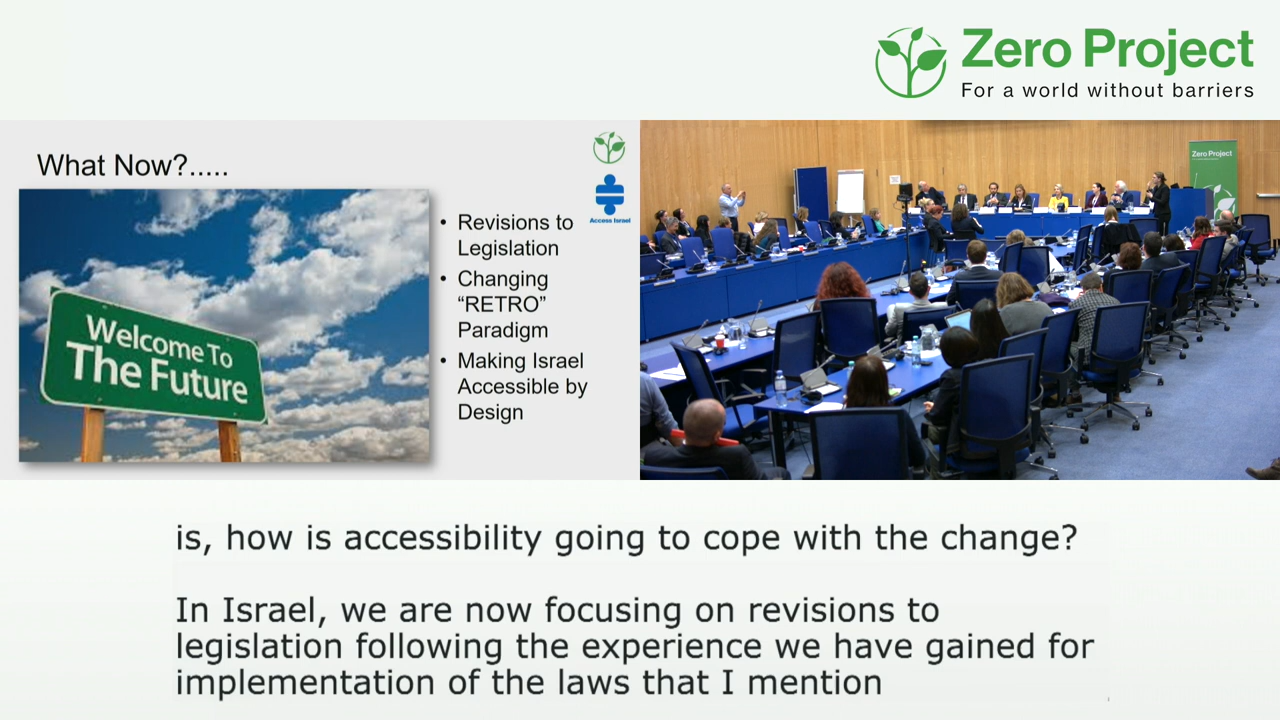 Zero Project
For a world without barriers
What Now?.....
Welcome To
The Future
• Revisions to
Legislation
• Changing
“RETRO”
Paradigm
• Making Israel
Accessible by
Design
Access Israel
Zero Project
is, how is accessibility going to cope with the change?
In Israel, we are now focusing on revisions to
legislation following the experience we have gained for
implementation of the laws that I mention